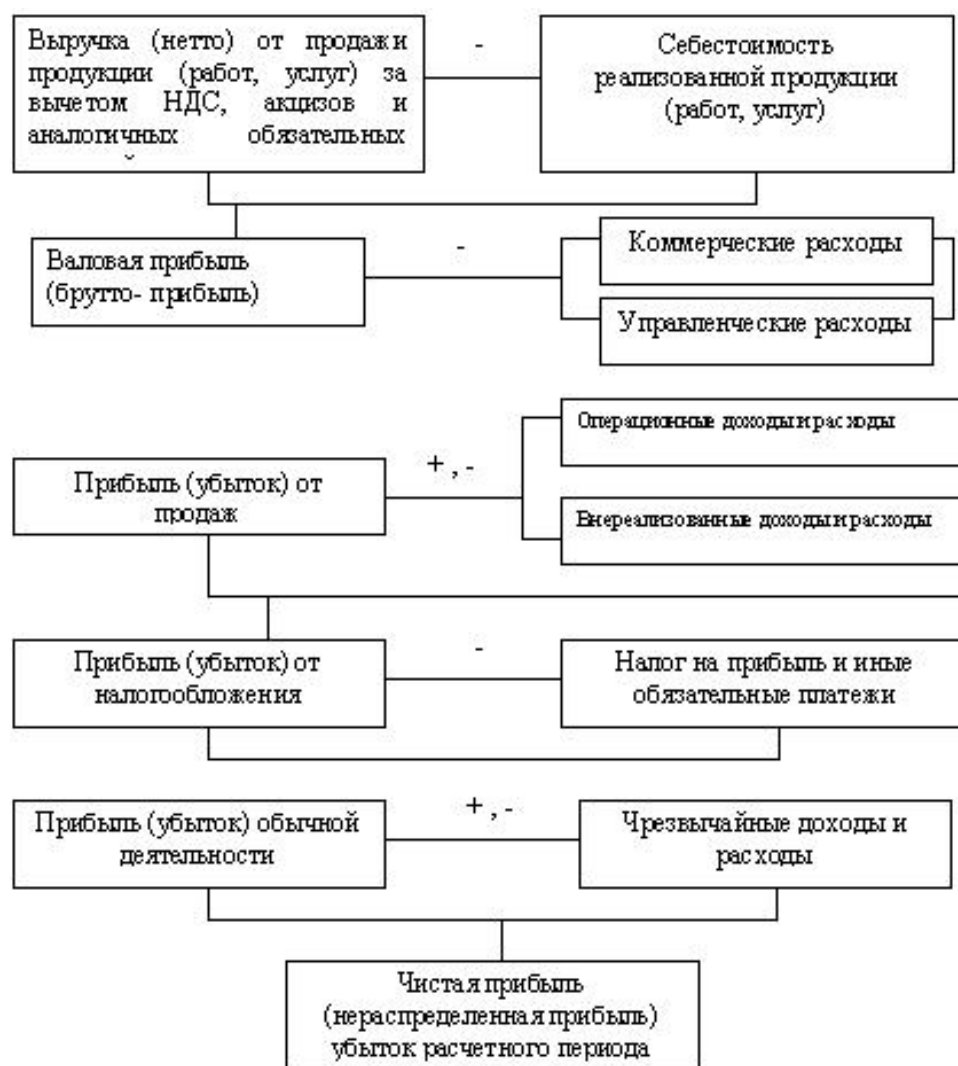 Выручка (нетто) от продажи
продукции (работ, услуг) за
вычетом НДС, акцизов и
аналогичных обязательных
-
Себестоимость
реализованной продукции
(работ, услуг)
Валовая прибыль
(брутто- прибыль)
-
Коммерческие расходы
Управленческие расходы
Прибыль (убыток) от
продаж
+ , -
Операционные доходы и расходы
Внереализованные доходы и расходы
Прибыль (убыток) от
налогообложения
-
Налог на прибыль и иные
обязательные платежи
Прибыль (убыток) обычной
деятельности
+ , -
Чрезвычайные доходы и
расходы
Чистая прибыль
(нераспределенная прибыль)
убыток расчетного периода